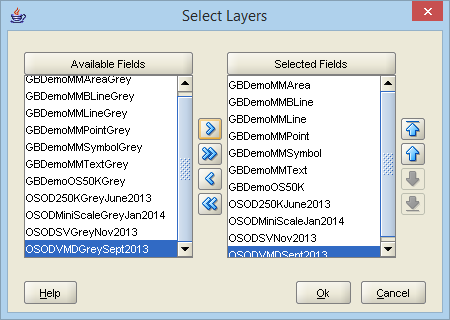 Select Layers
Available Fields
GBDemoMMAreaGrey
GBDemoMMBLineGrey
GBDemoMMLineGrey
GBDemoMMPointGrey
GBDemoMMSymbolGrey
GBDemoMMTextGrey
GBDemoOS50KGrey
OSOD250KGreyJune2013
OSODMiniScaleGreyJan2014
OSODSVGreyNov2013
OSODVMDGreySept2013
Selected Fields
GBDemoMMArea
GBDemoMMBLine
GBDemoMMLine
GBDemoMMPoint
GBDemoMMSymbol
GBDemoMMText
GBDemoOS50K
OSOD250KJune2013
OSODMiniScaleJan2014
OSODSVNov2013
OSODVMDSept2013
Help
Ok
Cancel